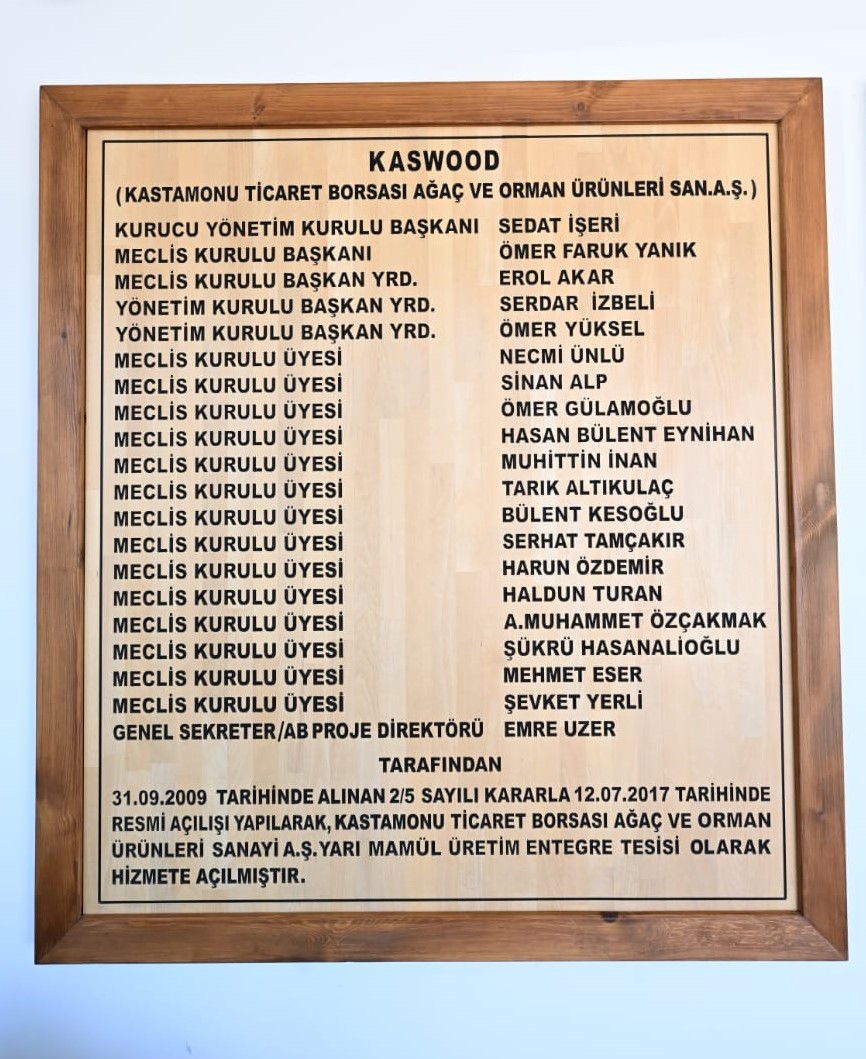 KASWOOD
(KASTAMONU TİCARET BORSASI AĞAÇ VE ORMAN ÜRÜNLERİ SAN.A.Ş.)
KURUCU YÖNETİM KURULU BAŞKANI SEDAT İŞERİ
MECLİS KURULU BAŞKANI ÖMER FARUK YANIK
MECLİS KURULU BAŞKAN YRD. EROL AKAR
YÖNETİM KURULU BAŞKAN YRD. SERDAR İZBELİ
YÖNETİM KURULU BAŞKAN YRD. ÖMER YÜKSEL
MECLİS KURULU ÜYESİ NECMİ ÜNLÜ
MECLİS KURULU ÜYESİ SİNAN ALP
MECLİS KURULU ÜYESİ ÖMER GÜLAMOĞLU
MECLİS KURULU ÜYESİ HASAN BÜLENT EYNİHAN
MECLİS KURULU ÜYESİ MUHİTTİN İNAN
MECLİS KURULU ÜYESİ TARIK ALTIKULAÇ
MECLİS KURULU ÜYESİ BÜLENT KESOĞLU
MECLİS KURULU ÜYESİ SERHAT TAMÇAKIR
MECLİS KURULU ÜYESİ HARUN ÖZDEMİR
MECLİS KURULU ÜYESİ HALDUN TURAN
MECLİS KURULU ÜYESİ A.MUHAMMET ÖZÇAKMAK
MECLİS KURULU ÜYESİ ŞÜKRÜ HASANALİOĞLU
MECLİS KURULU ÜYESİ MEHMET ESER
MECLİS KURULU ÜYESİ ŞEVKET YERLİ
GENEL SEKRETER/AB PROJE DİREKTÖRÜ EMRE UZER
TARAFINDAN
31.09.2009 TARİHİNDE ALINAN 2/5 SAYILI KARARLA 12.07.2017 TARİHİNDE
RESMİ AÇILIŞI YAPILARAK, KASTAMONU TİCARET BORSASI AĞAÇ VE ORMAN
ÜRÜNLERİ SANAYİ A.Ş.YARI MAMÜL ÜRETİM ENTEGRE TESİSİ OLARAK
HİZMETE AÇILMIŞTIR.